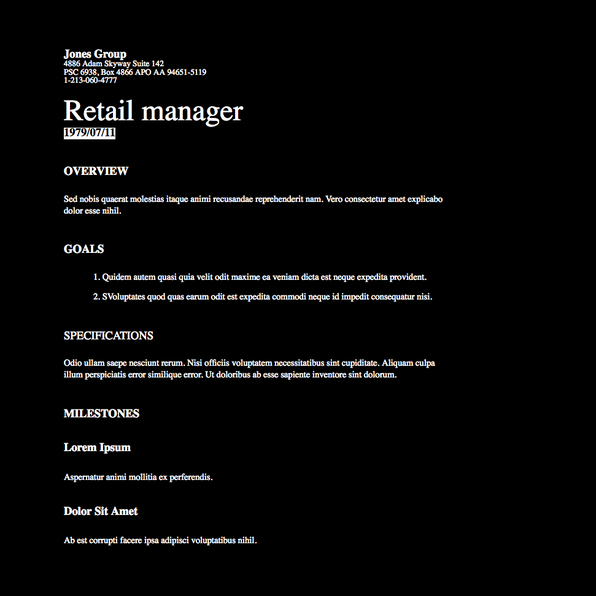 Jones Group
4886 Adam Skyway Suite 142
PSC 6938, Box 4866 APO AA 94651-5119
1-213-060-4777
Retail manager
1979/07/11
OVERVIEW
Sed nobis quaerat molestias itaque animi recusandae reprehenderit nam. Vero consectetur amet explicabo
dolor esse nihil.
GOALS
1. Quidem autem quasi quia velit odit maxime ea veniam dicta est neque expedita provident.
2. SVoluptates quod quas earum odit est expedita commodi neque id impedit consequatur nisi.
SPECIFICATIONS
Odio ullam saepe nesciunt rerum. Nisi officiis voluptatem necessitatibus sint cupiditate. Aliquam culpa
illum perspiciatis error similique error. Ut doloribus ab esse sapiente inventore sint dolorum.
MILESTONES
Lorem Ipsum
Aspernatur animi mollitia ex perferendis.
Dolor Sit Amet
Ab est corrupti facere ipsa adipisci voluptatibus nihil.